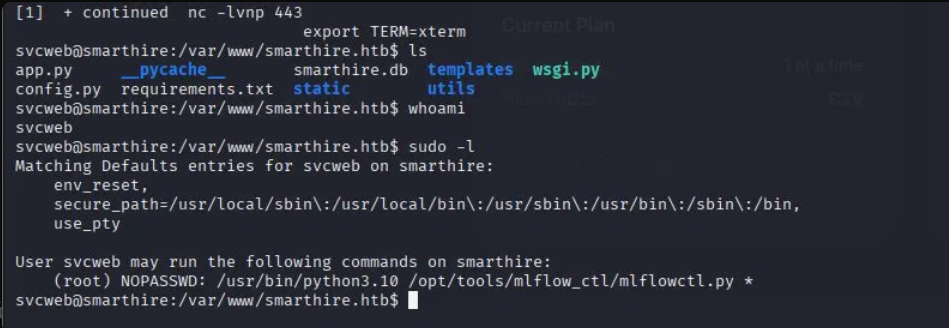 [1]  + continued  nc -lvnp 443
export TERM=xterm
svcweb@smarthire:/var/www/smarthire.htb$ ls
app.py      __pycache__       smarthire.db  templates  wsgi.py
config.py  requirements.txt  static        utils
svcweb@smarthire:/var/www/smarthire.htb$ whoami
svcweb
svcweb@smarthire:/var/www/smarthire.htb$ sudo -l
Matching Defaults entries for svcweb on smarthire:
    env_reset,
    secure_path=/usr/local/sbin\:/usr/local/bin\:/usr/sbin\:/usr/bin\:/sbin\:/bin,
    use_pty

User svcweb may run the following commands on smarthire:
    (root) NOPASSWD: /usr/bin/python3.10 /opt/tools/mlflow_ctl/mlflowctl.py *
svcweb@smarthire:/var/www/smarthire.htb$
Current Plan
CSV